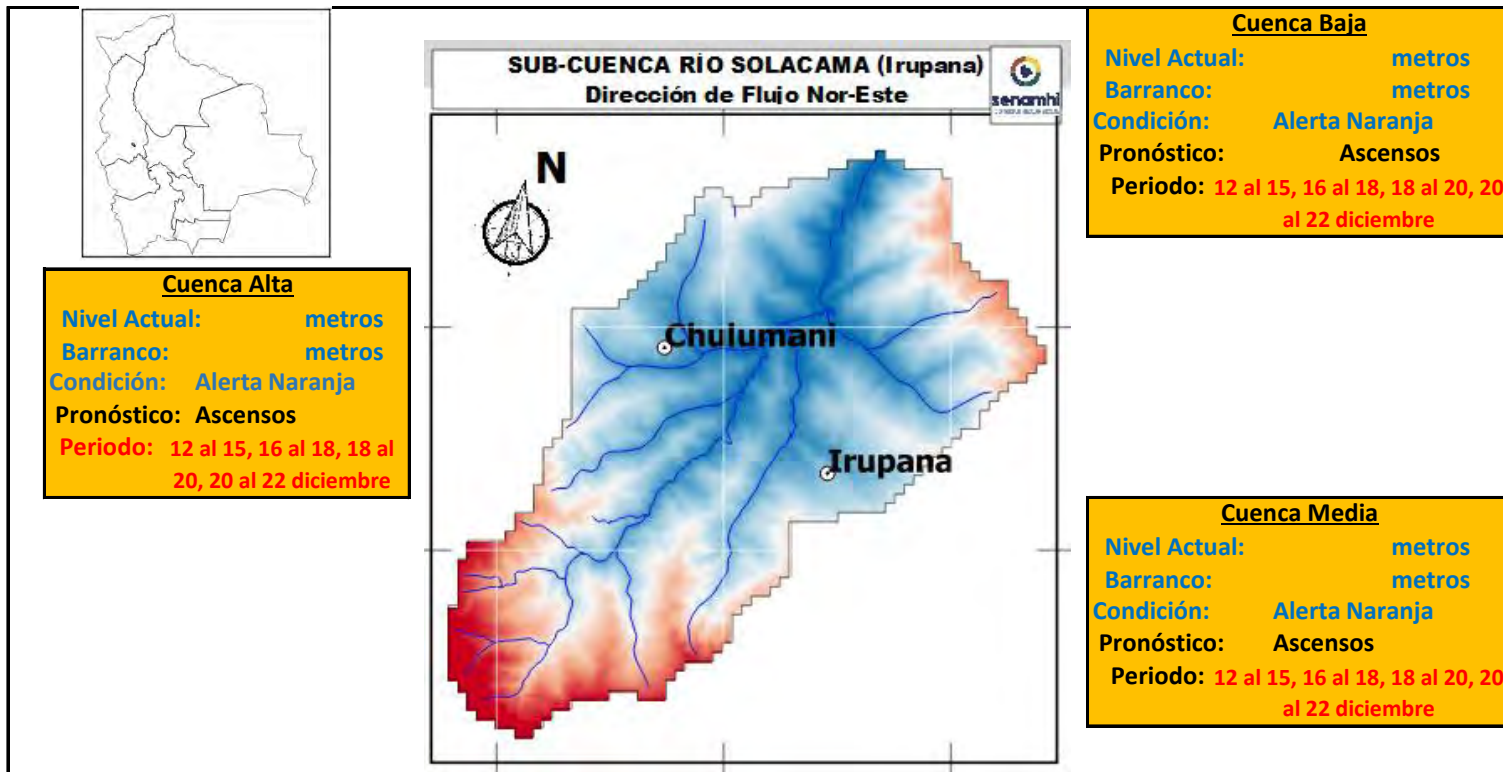 SUB-CUENCA RÍO SOLACAMA (Irupana)
Dirección de Flujo Nor-Este
senamhi
N
Chulumani
Irupana
Cuenca Alta
Nivel Actual: metros
Barranco: metros
Condición: Alerta Naranja
Pronóstico: Ascensos
Periodo: 12 al 15, 16 al 18, 18 al
20, 20 al 22 diciembre
Cuenca Baja
Nivel Actual: metros
Barranco: metros
Condición: Alerta Naranja
Pronóstico: Ascensos
Periodo: 12 al 15, 16 al 18, 18 al 20, 20
al 22 diciembre
Cuenca Media
Nivel Actual: metros
Barranco: metros
Condición: Alerta Naranja
Pronóstico: Ascensos
Periodo: 12 al 15, 16 al 18, 18 al 20, 20
al 22 diciembre